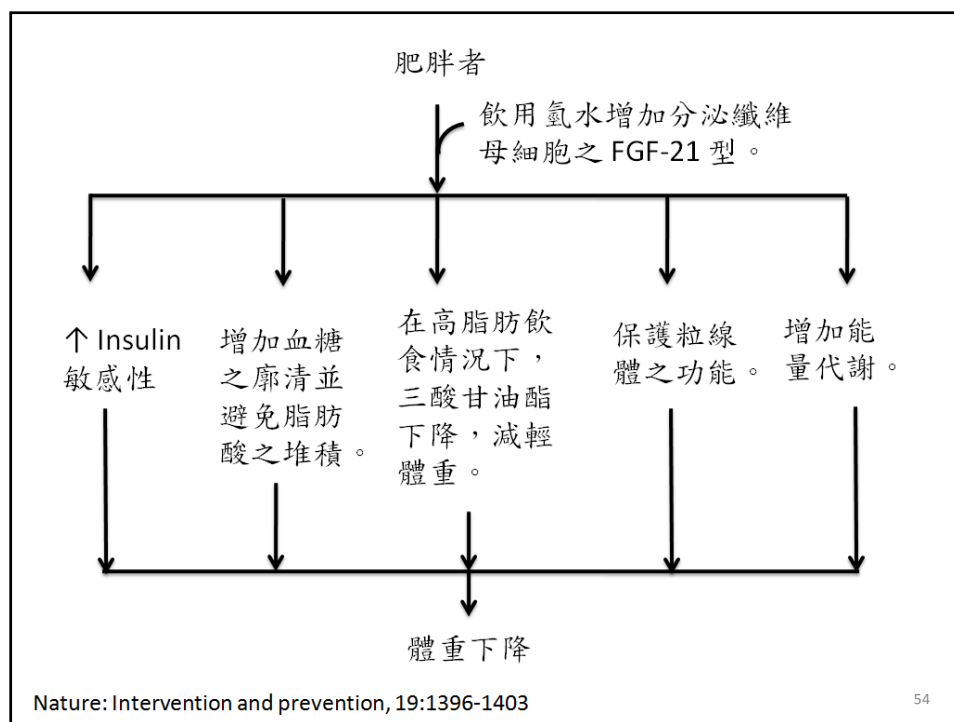 肥胖者
飲用氫水增加分泌纖維
母細胞之 FGF-21 型。
↑ Insulin
敏感性
增加血糖
之廓清並
避免脂肪
酸之堆積。
在高脂肪飲
食情況下，
三酸甘油酯
下降，減輕
體重。
保護粒線
體之功能。
增加能
量代謝。
體重下降
Nature: Intervention and prevention, 19:1396-1403
54